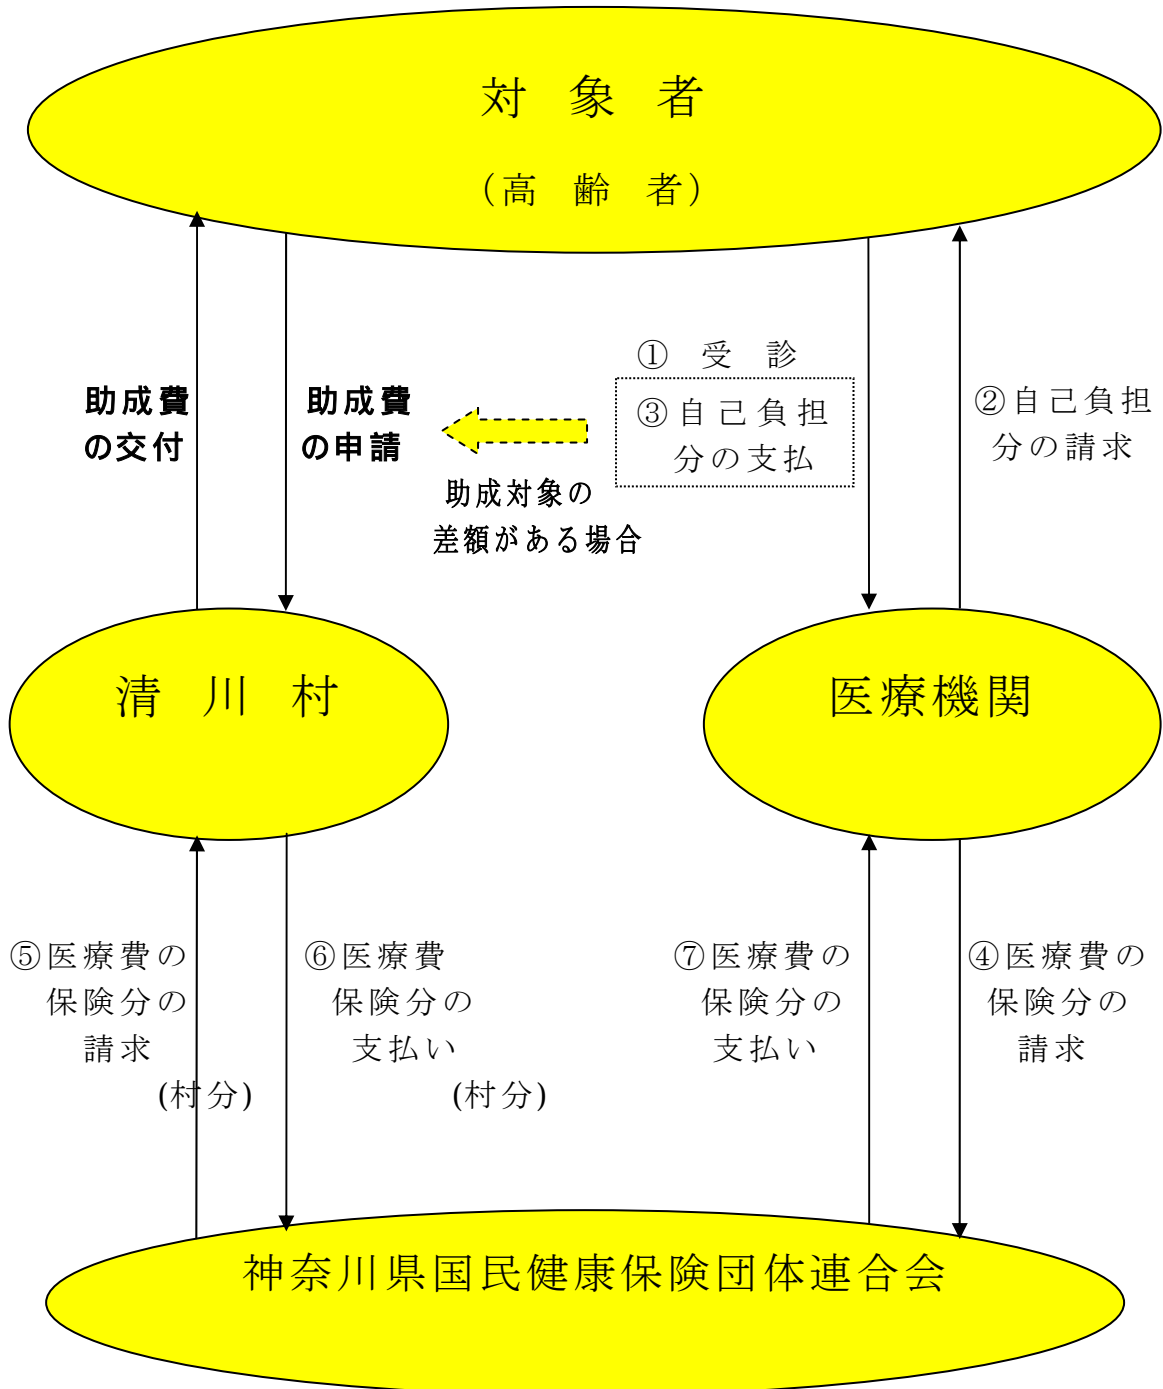 対 象 者
（高 齢 者）
助成費
の交付
助成費
の申請
助成対象の
差額がある場合
① 受 診
③自己負担
分の支払
②自己負担
分の請求
清 川 村
医療機関
⑤医療費の
保険分の
請求
(村分)
⑥医療費
保険分の
支払い
(村分)
⑦医療費の
保険分の
支払い
④医療費の
保険分の
請求
神奈川県国民健康保険団体連合会